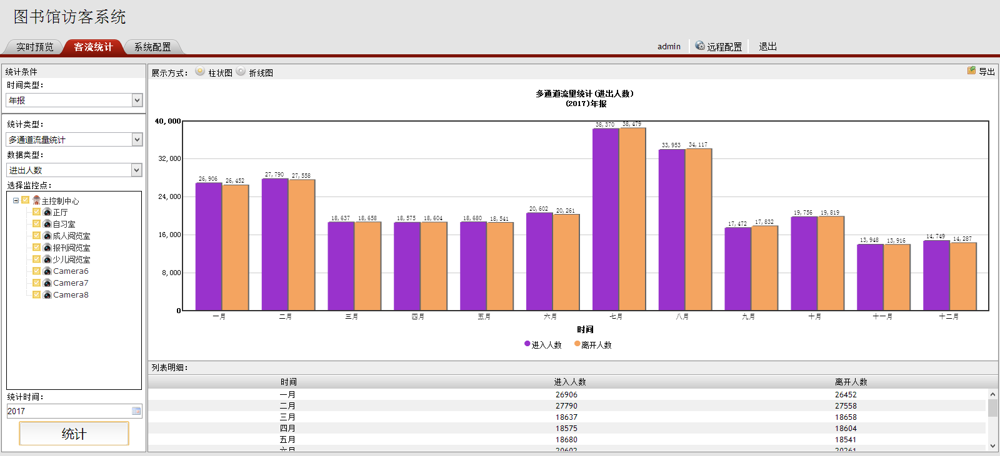 图书馆访客系统
实时预览 客流统计 系统配置 admin 远程配置 退出
统计条件
时间类型：
年报
统计类型：
多通道流量统计
数据类型：
进出人数
选择监控点：
主控制中心
正厅
自习室
成人阅览室
报刊阅览室
少儿阅览室
Camera6
Camera7
Camera8
统计时间：
2017
统计
展示方式： 柱状图 折线图 导出
多通道流量统计(进出人数)
(2017)年报
40,000
32,000
24,000
16,000
8,000
0
26,906 26,452 27,790 27,558 18,637 18,658 18,575 18,604 18,680 18,541 20,602 20,261 38,370 38,479 33,953 34,117 17,472 17,832 19,756 19,819 13,948 13,916 14,749 14,287
一月 二月 三月 四月 五月 六月 七月 八月 九月 十月 十一月 十二月
时间
进入人数 离开人数
列表明细：
时间 进入人数 离开人数
一月 26906 26452
二月 27790 27558
三月 18637 18658
四月 18575 18604
五月 18680 18541
六月 20602 20261